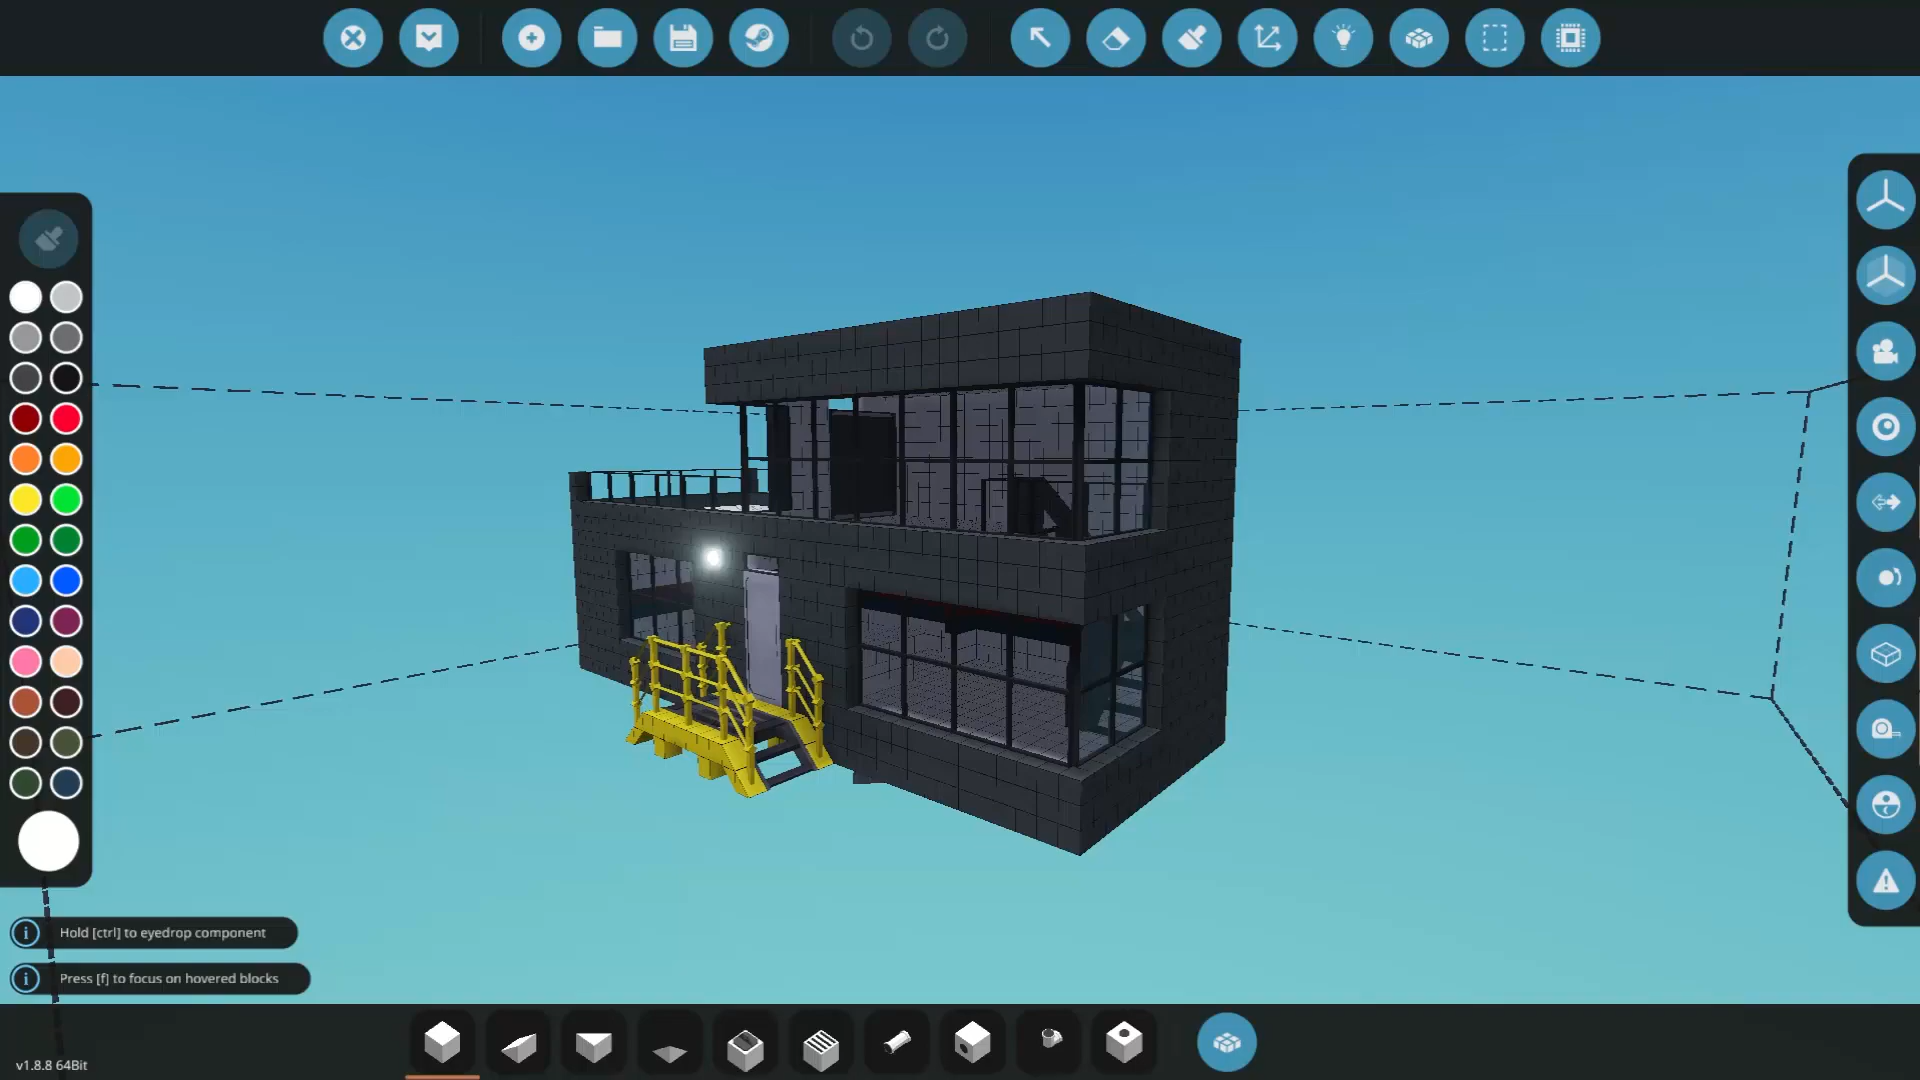 Hold [ctrl] to eyedrop component
Press [f] to focus on hovered blocks
v1.8.8 64Bit